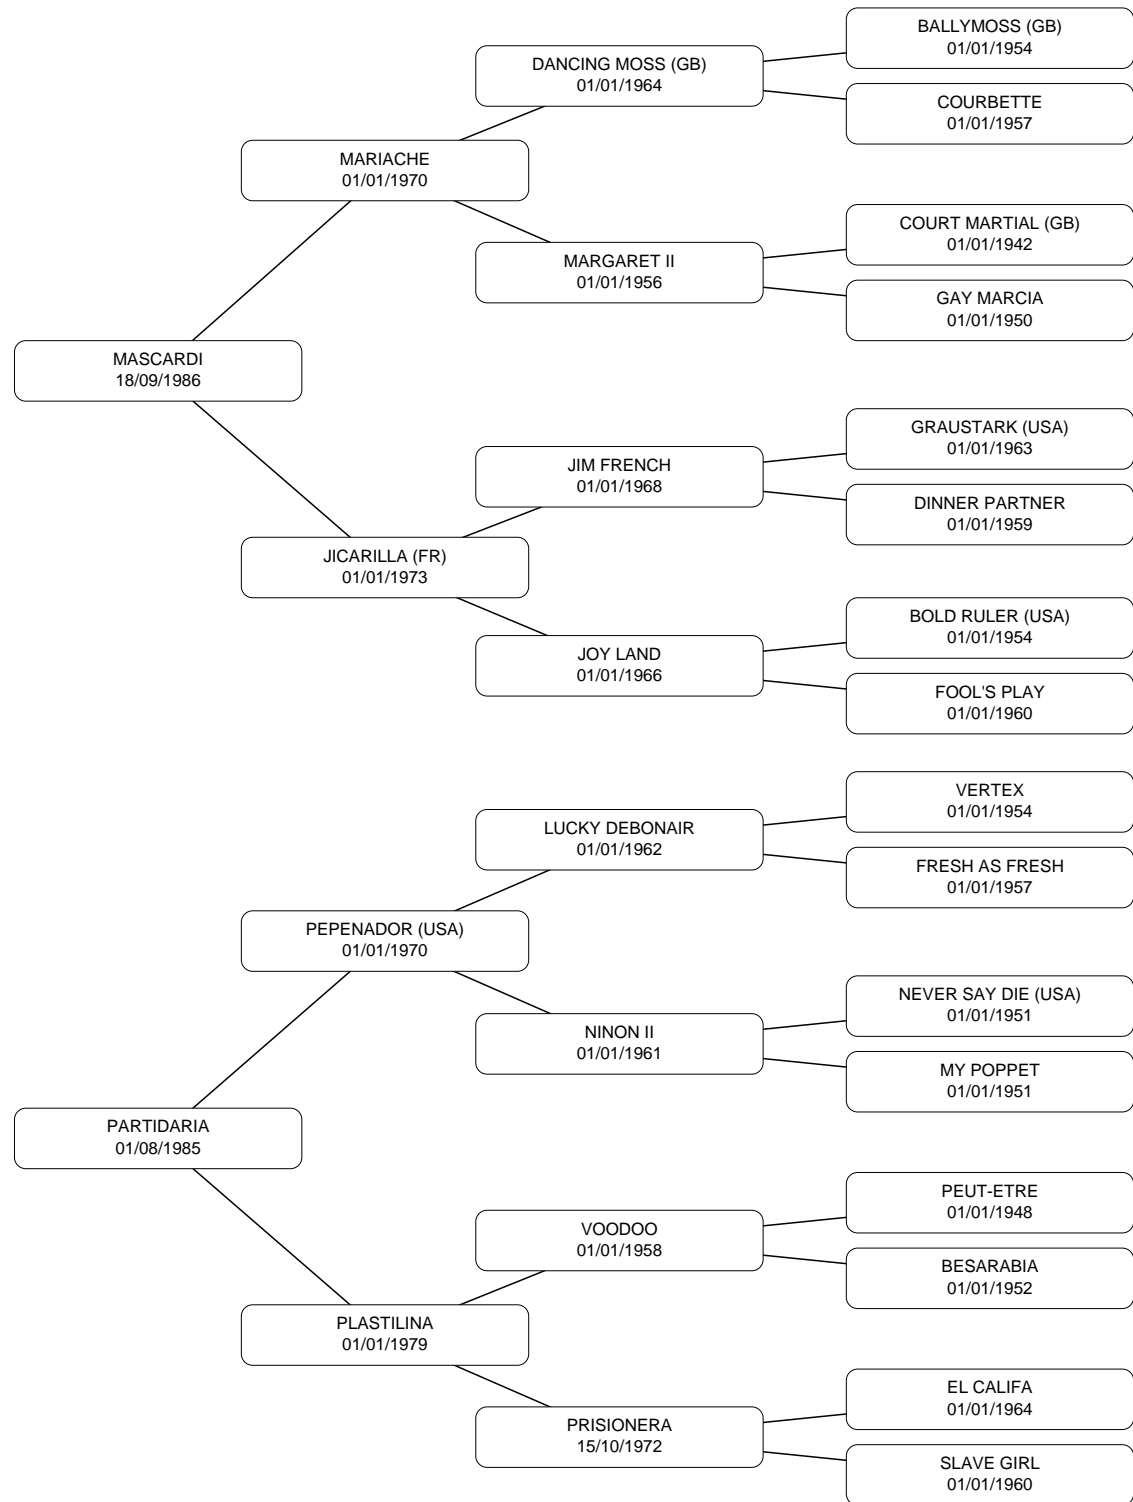 BALLYMOSS (GB)
01/01/1954
DANCING MOSS (GB)
01/01/1964
COURBETTE
01/01/1957
MARIACHE
01/01/1970
COURT MARTIAL (GB)
01/01/1942
MARGARET II
01/01/1956
GAY MARCIA
01/01/1950
MASCARDI
18/09/1986
GRAUSTARK (USA)
01/01/1963
JIM FRENCH
01/01/1968
DINNER PARTNER
01/01/1959
JICARILLA (FR)
01/01/1973
BOLD RULER (USA)
01/01/1954
JOY LAND
01/01/1966
FOOL'S PLAY
01/01/1960
VERTEX
01/01/1954
LUCKY DEBONAIR
01/01/1962
FRESH AS FRESH
01/01/1957
PEPENADOR (USA)
01/01/1970
NEVER SAY DIE (USA)
01/01/1951
NINON II
01/01/1961
MY POPPET
01/01/1951
PARTIDARIA
01/08/1985
PEUT-ETRE
01/01/1948
VOODOO
01/01/1958
BESARABIA
01/01/1952
PLASTILINA
01/01/1979
EL CALIFA
01/01/1964
PRISIONERA
15/10/1972
SLAVE GIRL
01/01/1960